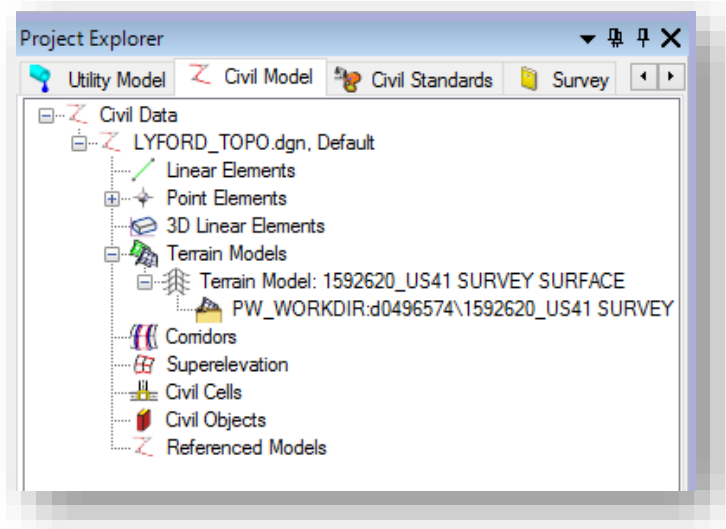 Project Explorer
Utility Model Civil Model Civil Standards Survey
Civil Data
LYFORD_TOPO.dgn, Default
Linear Elements
Point Elements
3D Linear Elements
Terrain Models
Terrain Model: 1592620_US41 SURVEY SURFACE
PW_WORKDIR:d0496574\1592620_US41 SURVEY
Corridors
Superelevation
Civil Cells
Civil Objects
Referenced Models